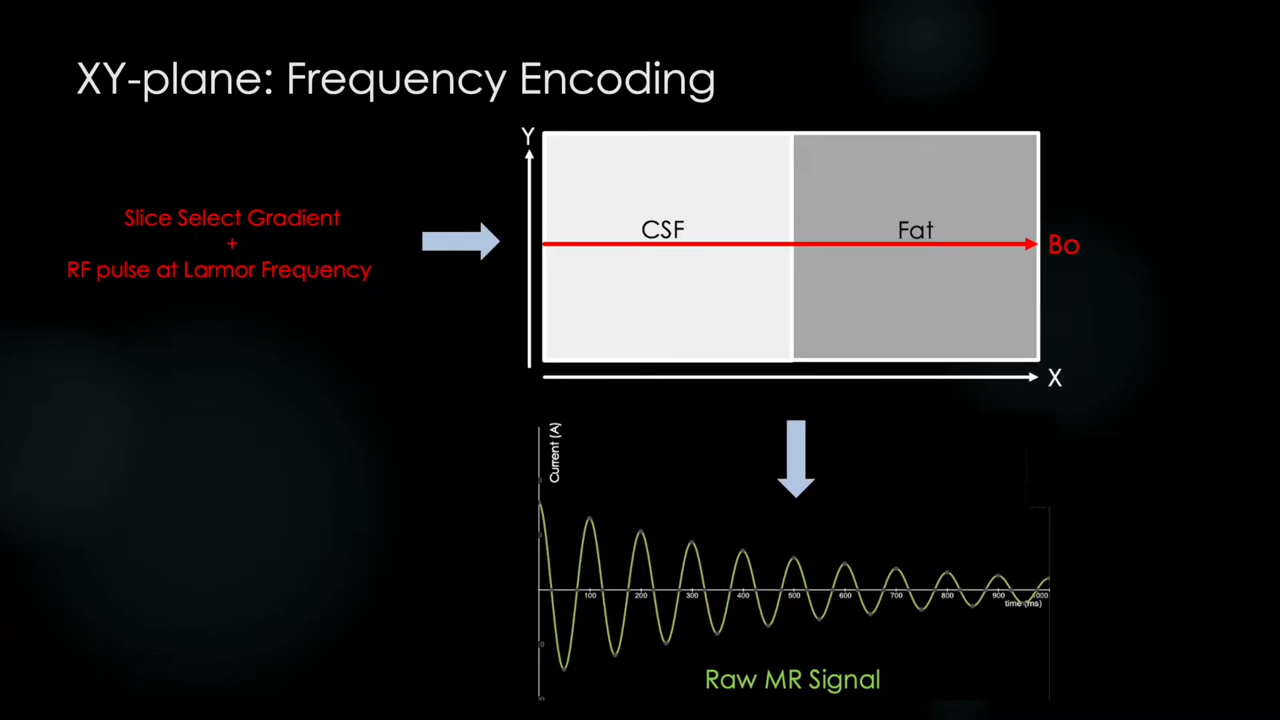 XY-plane: Frequency Encoding
Slice Select Gradient
+
RF pulse at Larmor Frequency
Y
CSF
Fat
Bo
X
Current (A)
100 200 300 400 500 600 700 800 900
time (ms)
Raw MR Signal